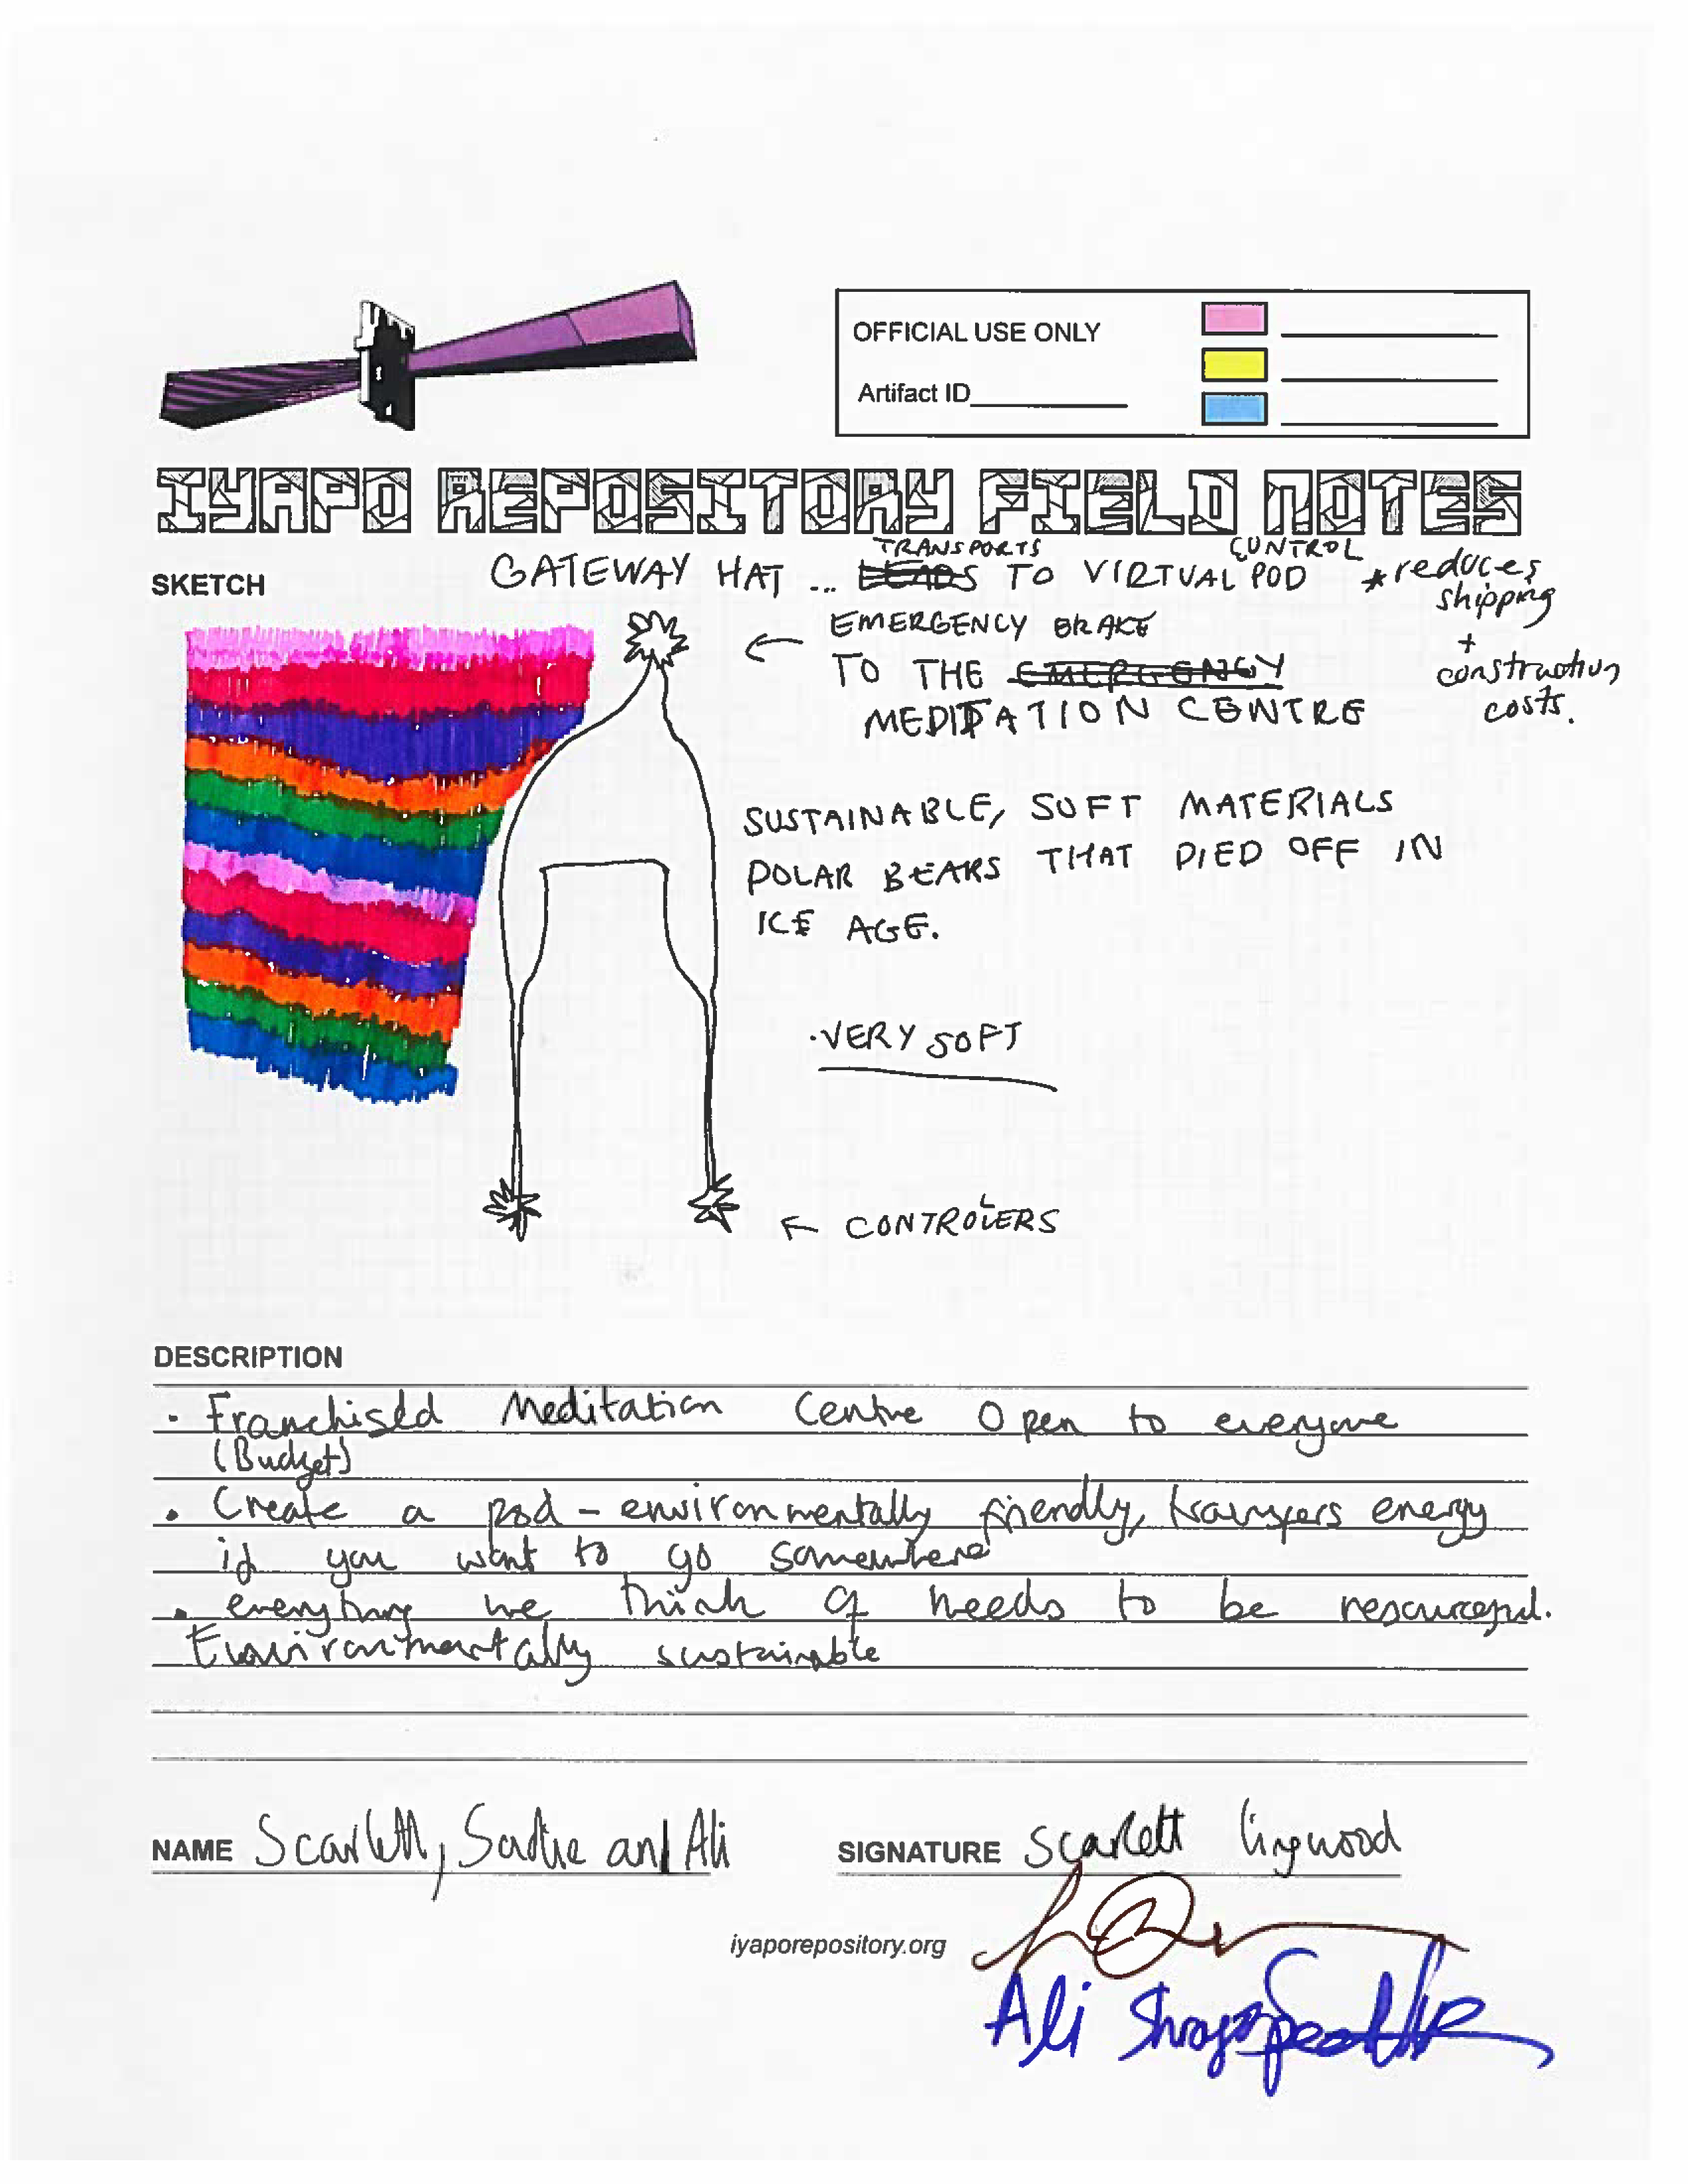 OFFICIAL USE ONLY
Artifact ID
IYAPO REPOSITORY FIELD NOTES
SKETCH
GATEWAY HAT ... LEADS TRANSPORTS TO VIRTUAL CONTROL POD
*reduces
shipping
+
construction
costs.
← EMERGENCY BRAKE
TO THE EMERGENCY
MEDITATION CENTRE
SUSTAINABLE, SOFT MATERIALS
POLAR BEARS THAT DIED OFF IN
ICE AGE.
·VERY SOFT
← CONTROLLERS
DESCRIPTION
· Franchised Meditation Centre Open to everyone
(Budget)
· Create a pod - environmentally friendly, transfers energy
if you want to go somewhere
· everything we think of needs to be resourceful.
Environmentally sustainable
NAME Scarlett, Sadie and Ali
SIGNATURE Scarlett Lingwood
iyaporepository.org
Ali